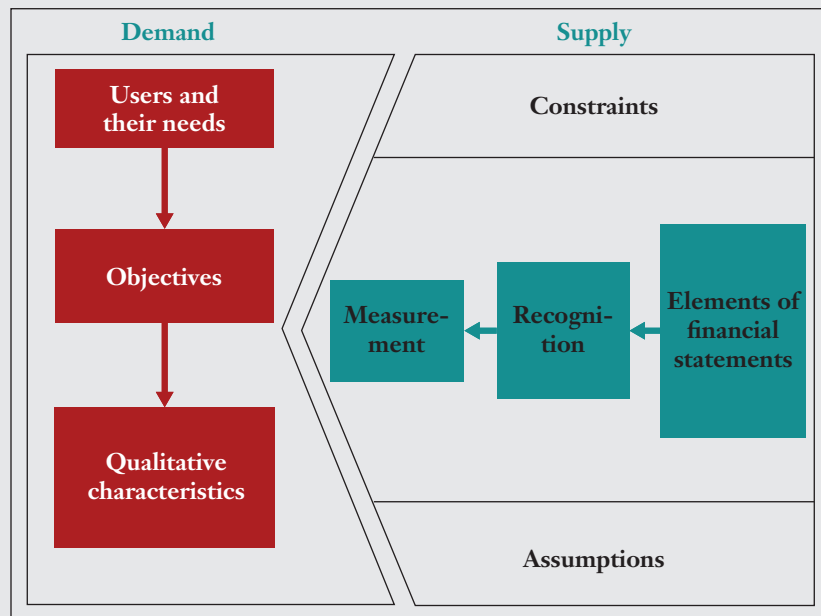 Demand
Users and
their needs
Objectives
Qualitative
characteristics
Supply
Constraints
Measure-
ment
Recogni-
tion
Elements of
financial
statements
Assumptions